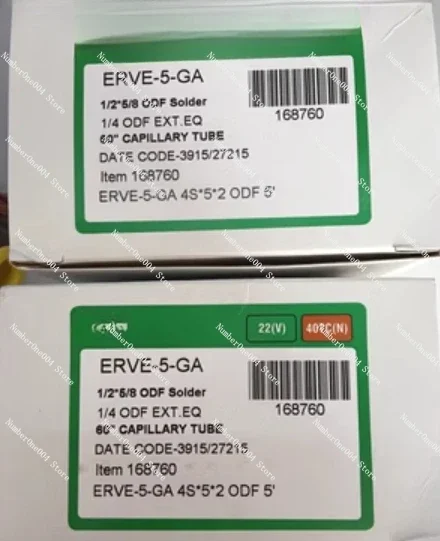 ERVE-5-GA
1/2*5/8 ODF Solder
1/4 ODF EXT.EQ
60" CAPILLARY TUBE
DATE CODE-3915/27215
Item 168760
ERVE-5-GA 4S*5*2 ODF 5'
168760
22(V)
408C(N)
ERVE-5-GA
1/2*5/8 ODF Solder
1/4 ODF EXT.EQ
60" CAPILLARY TUBE
DATE CODE-3915/27215
Item 168760
ERVE-5-GA 4S*5*2 ODF 5'
168760
NumberOne004 Store